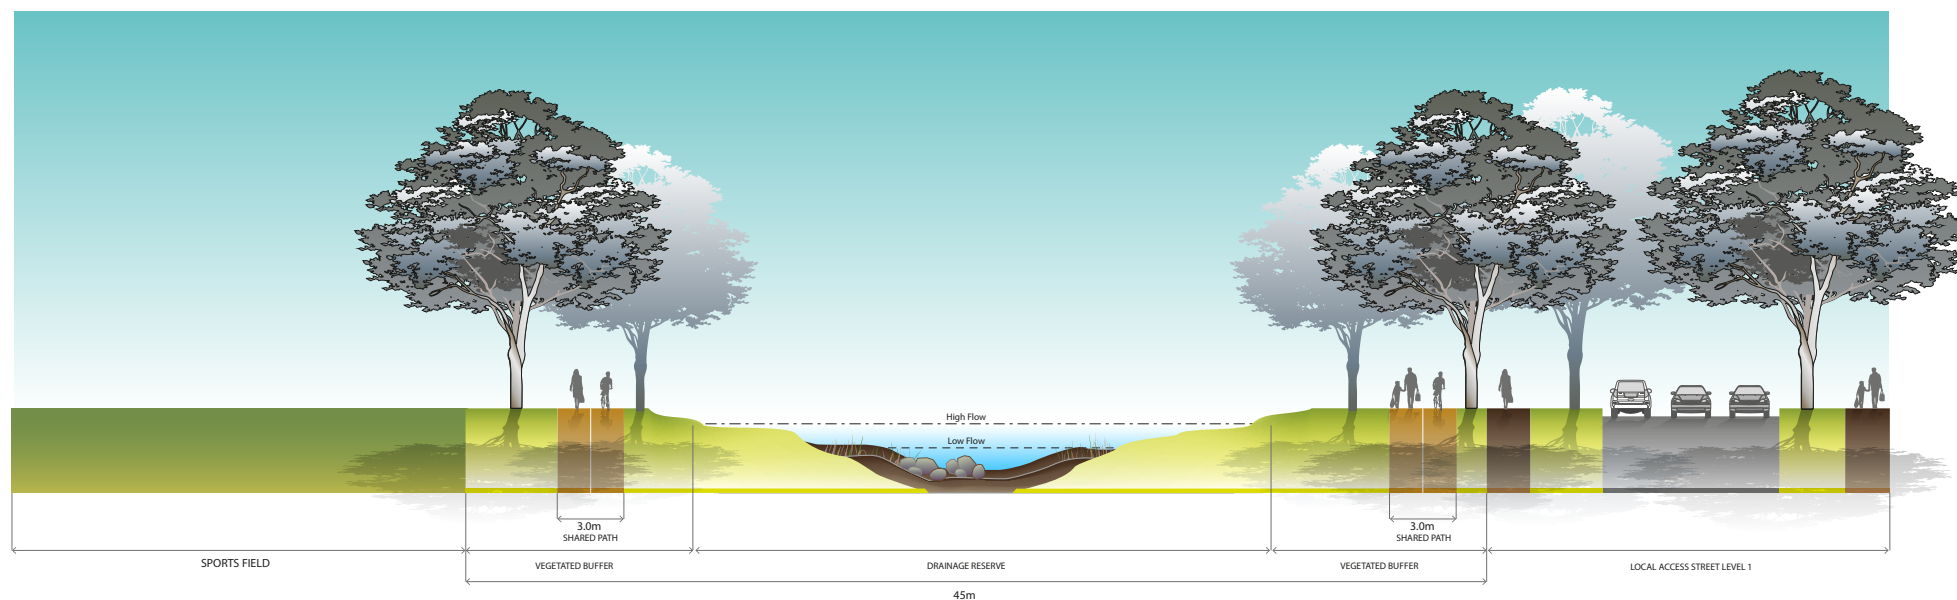 High Flow
Low Flow
3.0m
SHARED PATH
3.0m
SHARED PATH
SPORTS FIELD
VEGETATED BUFFER
DRAINAGE RESERVE
VEGETATED BUFFER
LOCAL ACCESS STREET LEVEL 1
45m